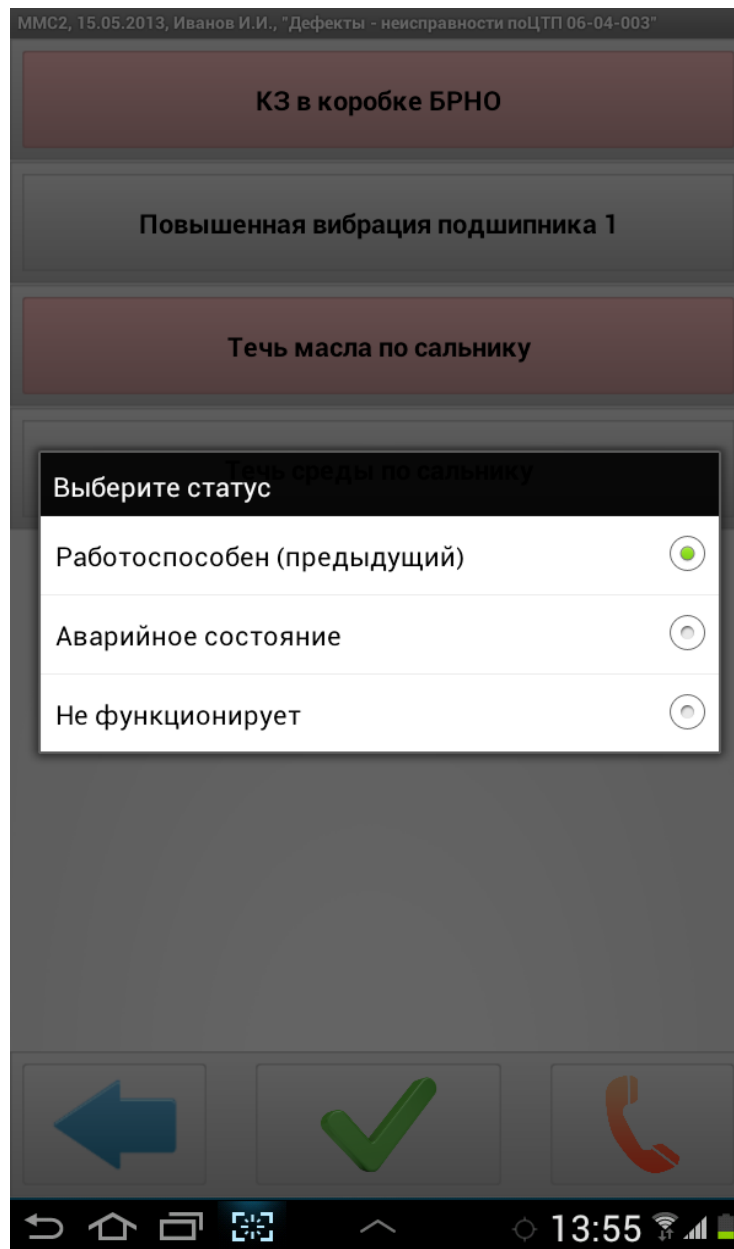 ММС2, 15.05.2013, Иванов И.И., "Дефекты - неисправности поЦТП 06-04-003"
КЗ в коробке БРНО
Повышенная вибрация подшипника 1
Течь масла по сальнику
Течь среды по сальнику
Выберите статус
Работоспособен (предыдущий)
Аварийное состояние
Не функционирует
13:55